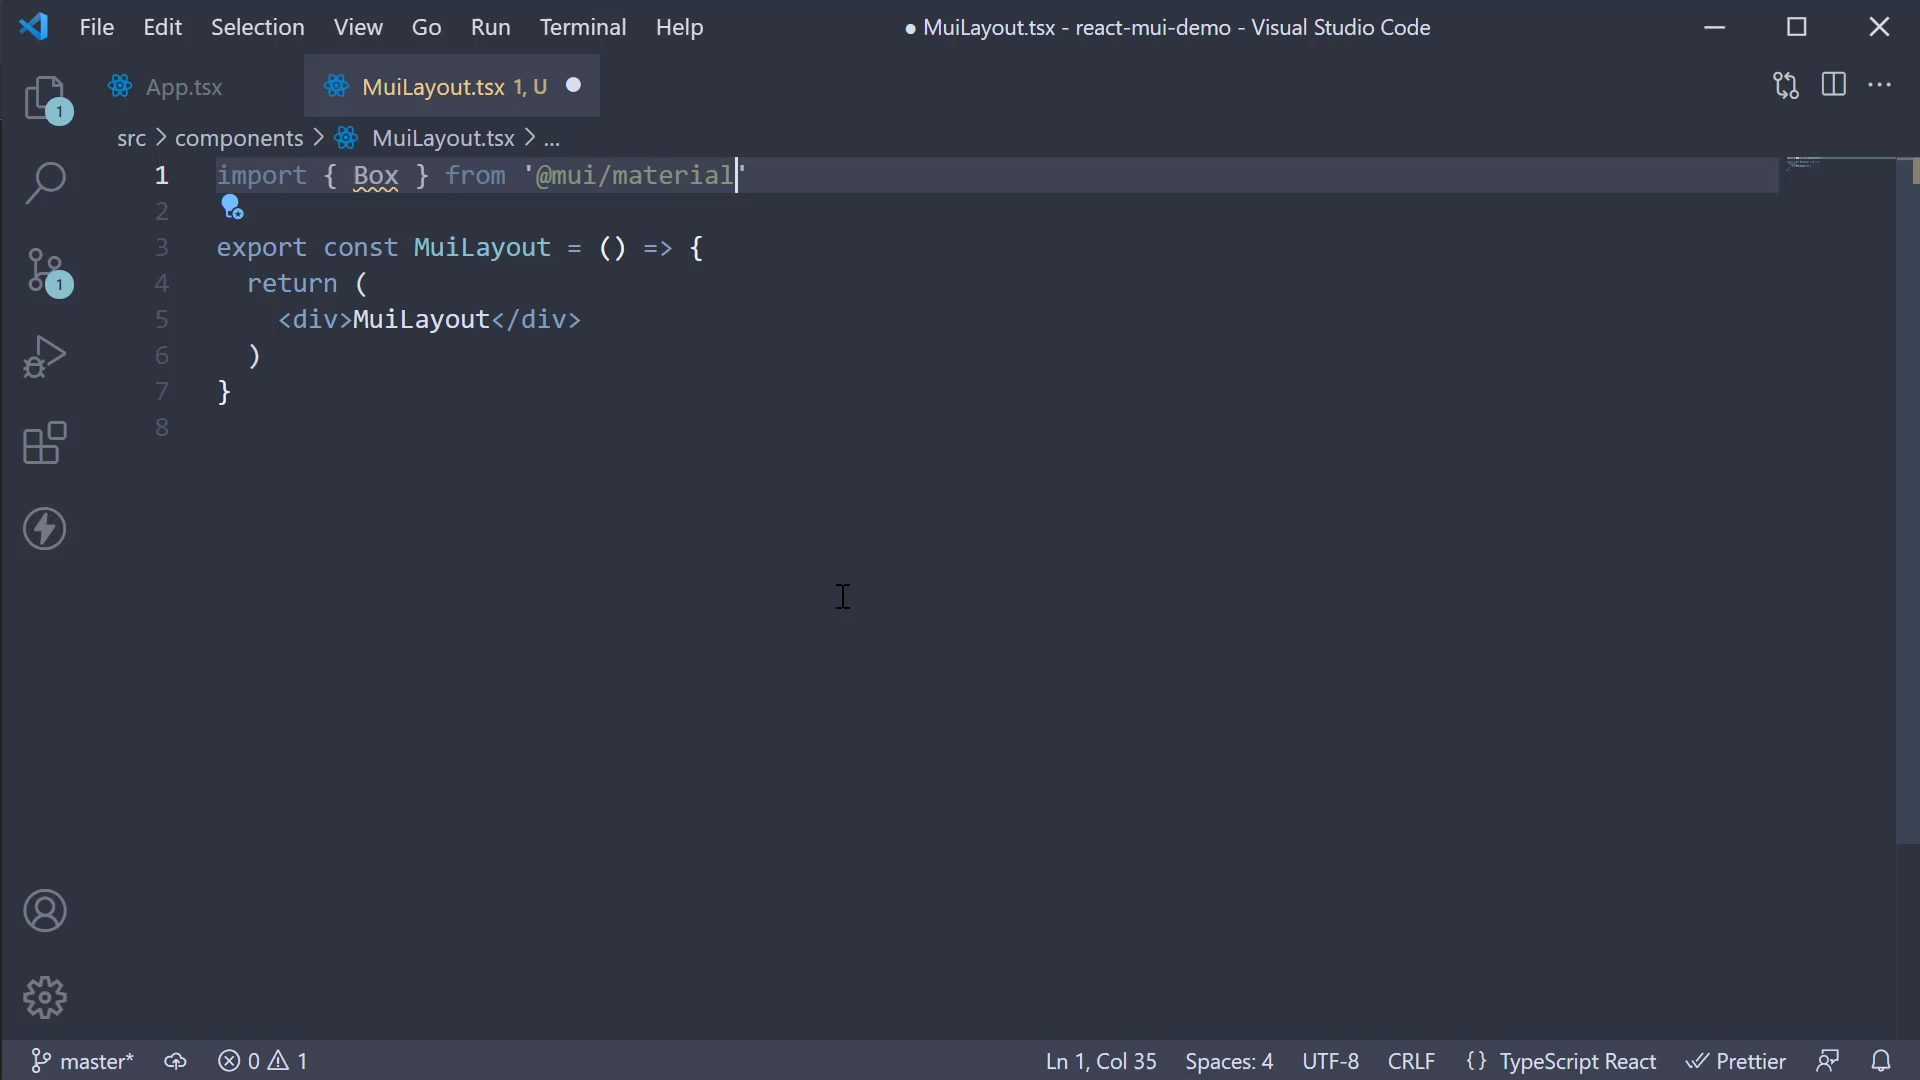 File Edit Selection View Go Run Terminal Help ● MuiLayout.tsx - react-mui-demo - Visual Studio Code
App.tsx MuiLayout.tsx 1, U
src > components > MuiLayout.tsx > ...
1 import { Box } from '@mui/material'
2
3 export const MuiLayout = () => {
4 return (
5 <div>MuiLayout</div>
6 )
7 }
8
1
1
master* 0 1 Ln 1, Col 35 Spaces: 4 UTF-8 CRLF {} TypeScript React Prettier